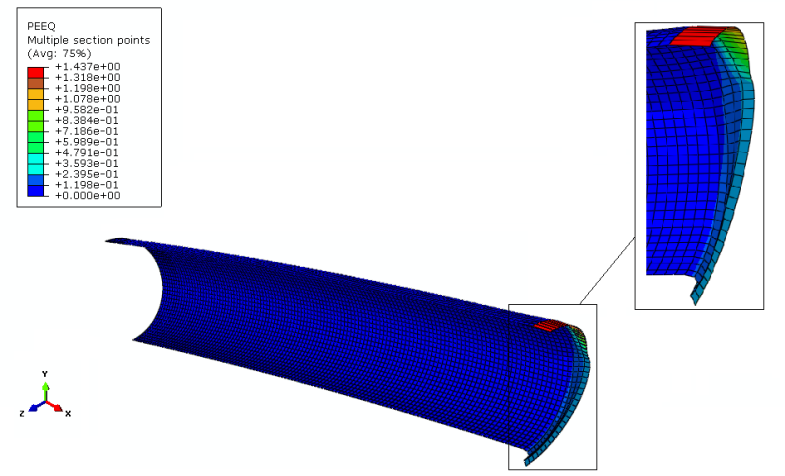 PEEQ
Multiple section points
(Avg: 75%)
+1.437e+00
+1.318e+00
+1.198e+00
+1.078e+00
+9.582e-01
+8.384e-01
+7.186e-01
+5.989e-01
+4.791e-01
+3.593e-01
+2.395e-01
+1.198e-01
+0.000e+00
Y
Z
X